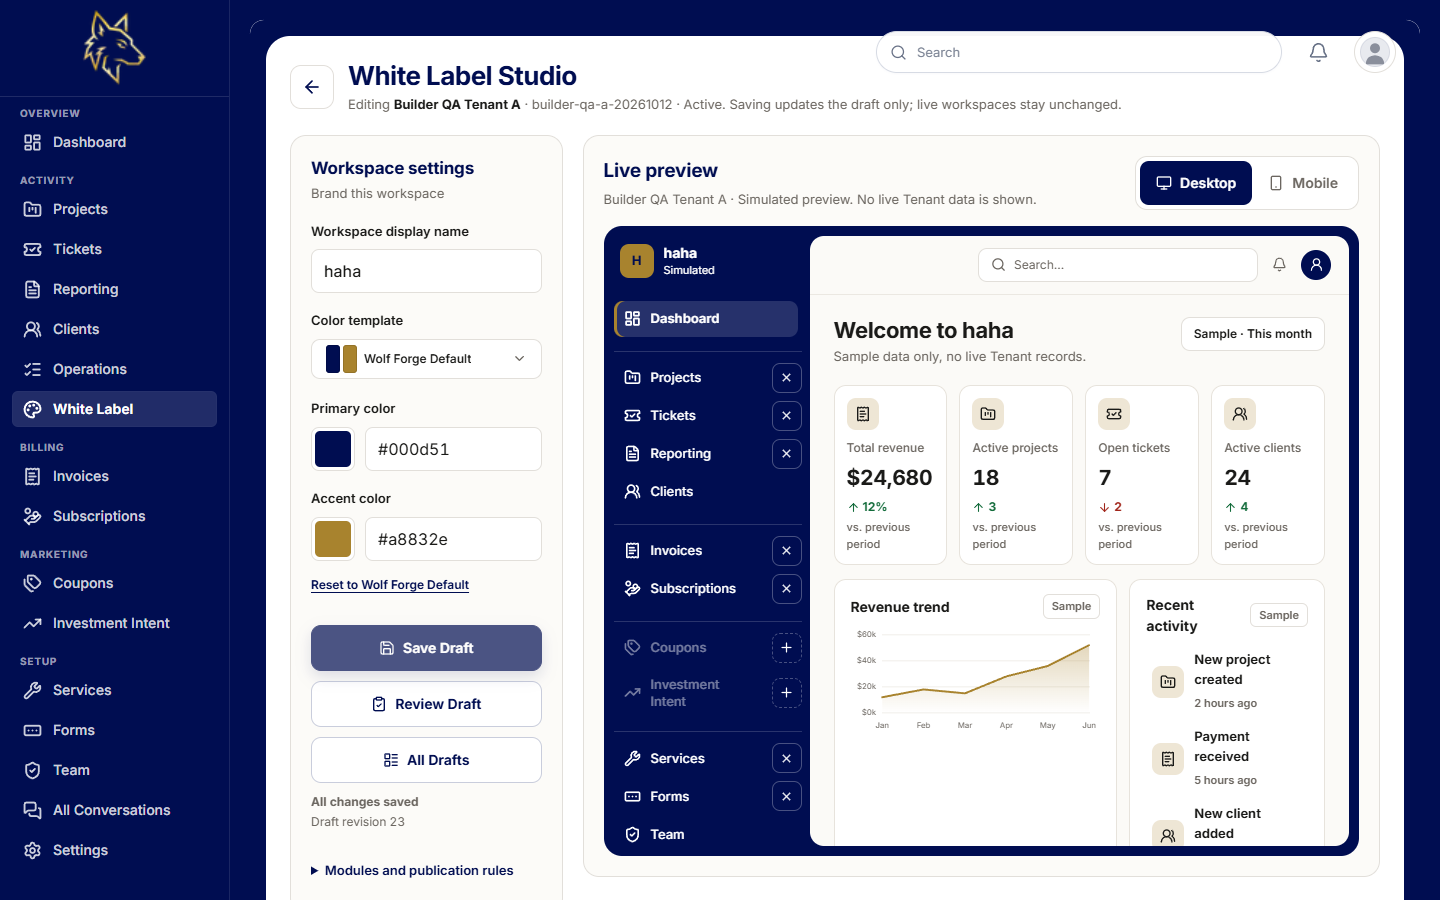 OVERVIEW
Dashboard
ACTIVITY
Projects
Tickets
Reporting
Clients
Operations
White Label
BILLING
Invoices
Subscriptions
MARKETING
Coupons
Investment Intent
SETUP
Services
Forms
Team
All Conversations
Settings
White Label Studio
Editing Builder QA Tenant A · builder-qa-a-20261012 · Active. Saving updates the draft only; live workspaces stay unchanged.
Search
Workspace settings
Brand this workspace
Workspace display name
haha
Color template
Wolf Forge Default
Primary color
#000d51
Accent color
#a8832e
Reset to Wolf Forge Default
Save Draft
Review Draft
All Drafts
All changes saved
Draft revision 23
Modules and publication rules
Live preview
Builder QA Tenant A · Simulated preview. No live Tenant data is shown.
Desktop
Mobile
H
haha
Simulated
Dashboard
Projects
Tickets
Reporting
Clients
Invoices
Subscriptions
Coupons
Investment
Intent
Services
Forms
Team
Search...
Welcome to haha
Sample data only, no live Tenant records.
Sample · This month
Total revenue
$24,680
12%
vs. previous
period
Active projects
18
3
vs. previous
period
Open tickets
7
2
vs. previous
period
Active clients
24
4
vs. previous
period
Revenue trend
Sample
$60k
$40k
$20k
$0k
Jan Feb Mar Apr May Jun
Recent
activity
Sample
New project
created
2 hours ago
Payment
received
5 hours ago
New client
added